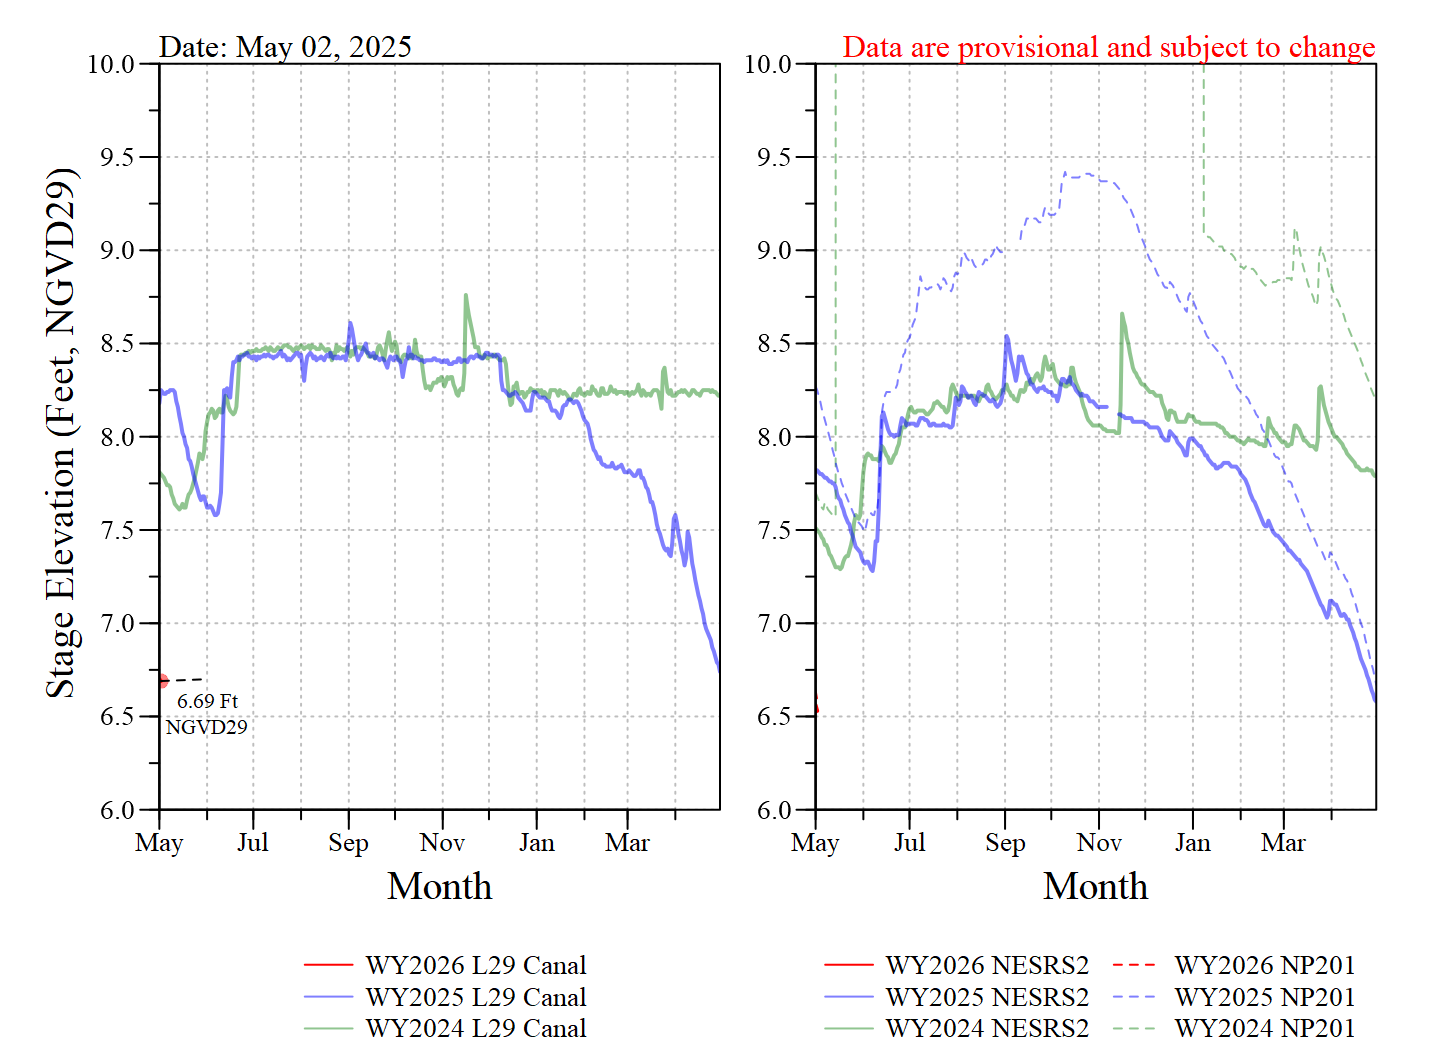 Date: May 02, 2025
Data are provisional and subject to change
Stage Elevation (Feet, NGVD29)
10.0
9.5
9.0
8.5
8.0
7.5
7.0
6.5
6.0
6.69 Ft
NGVD29
May Jul Sep Nov Jan Mar
Month
10.0
9.5
9.0
8.5
8.0
7.5
7.0
6.5
6.0
May Jul Sep Nov Jan Mar
Month
WY2026 L29 Canal
WY2025 L29 Canal
WY2024 L29 Canal
WY2026 NESRS2 WY2026 NP201
WY2025 NESRS2 WY2025 NP201
WY2024 NESRS2 WY2024 NP201